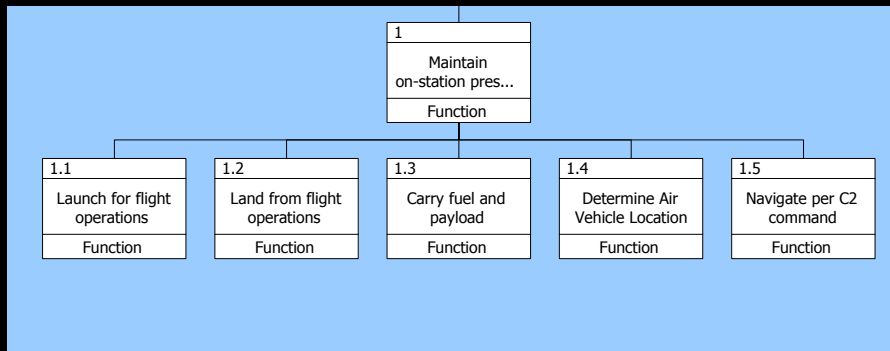 1
Maintain
on-station pres...
Function
1.1
Launch for flight
operations
Function
1.2
Land from flight
operations
Function
1.3
Carry fuel and
payload
Function
1.4
Determine Air
Vehicle Location
Function
1.5
Navigate per C2
command
Function